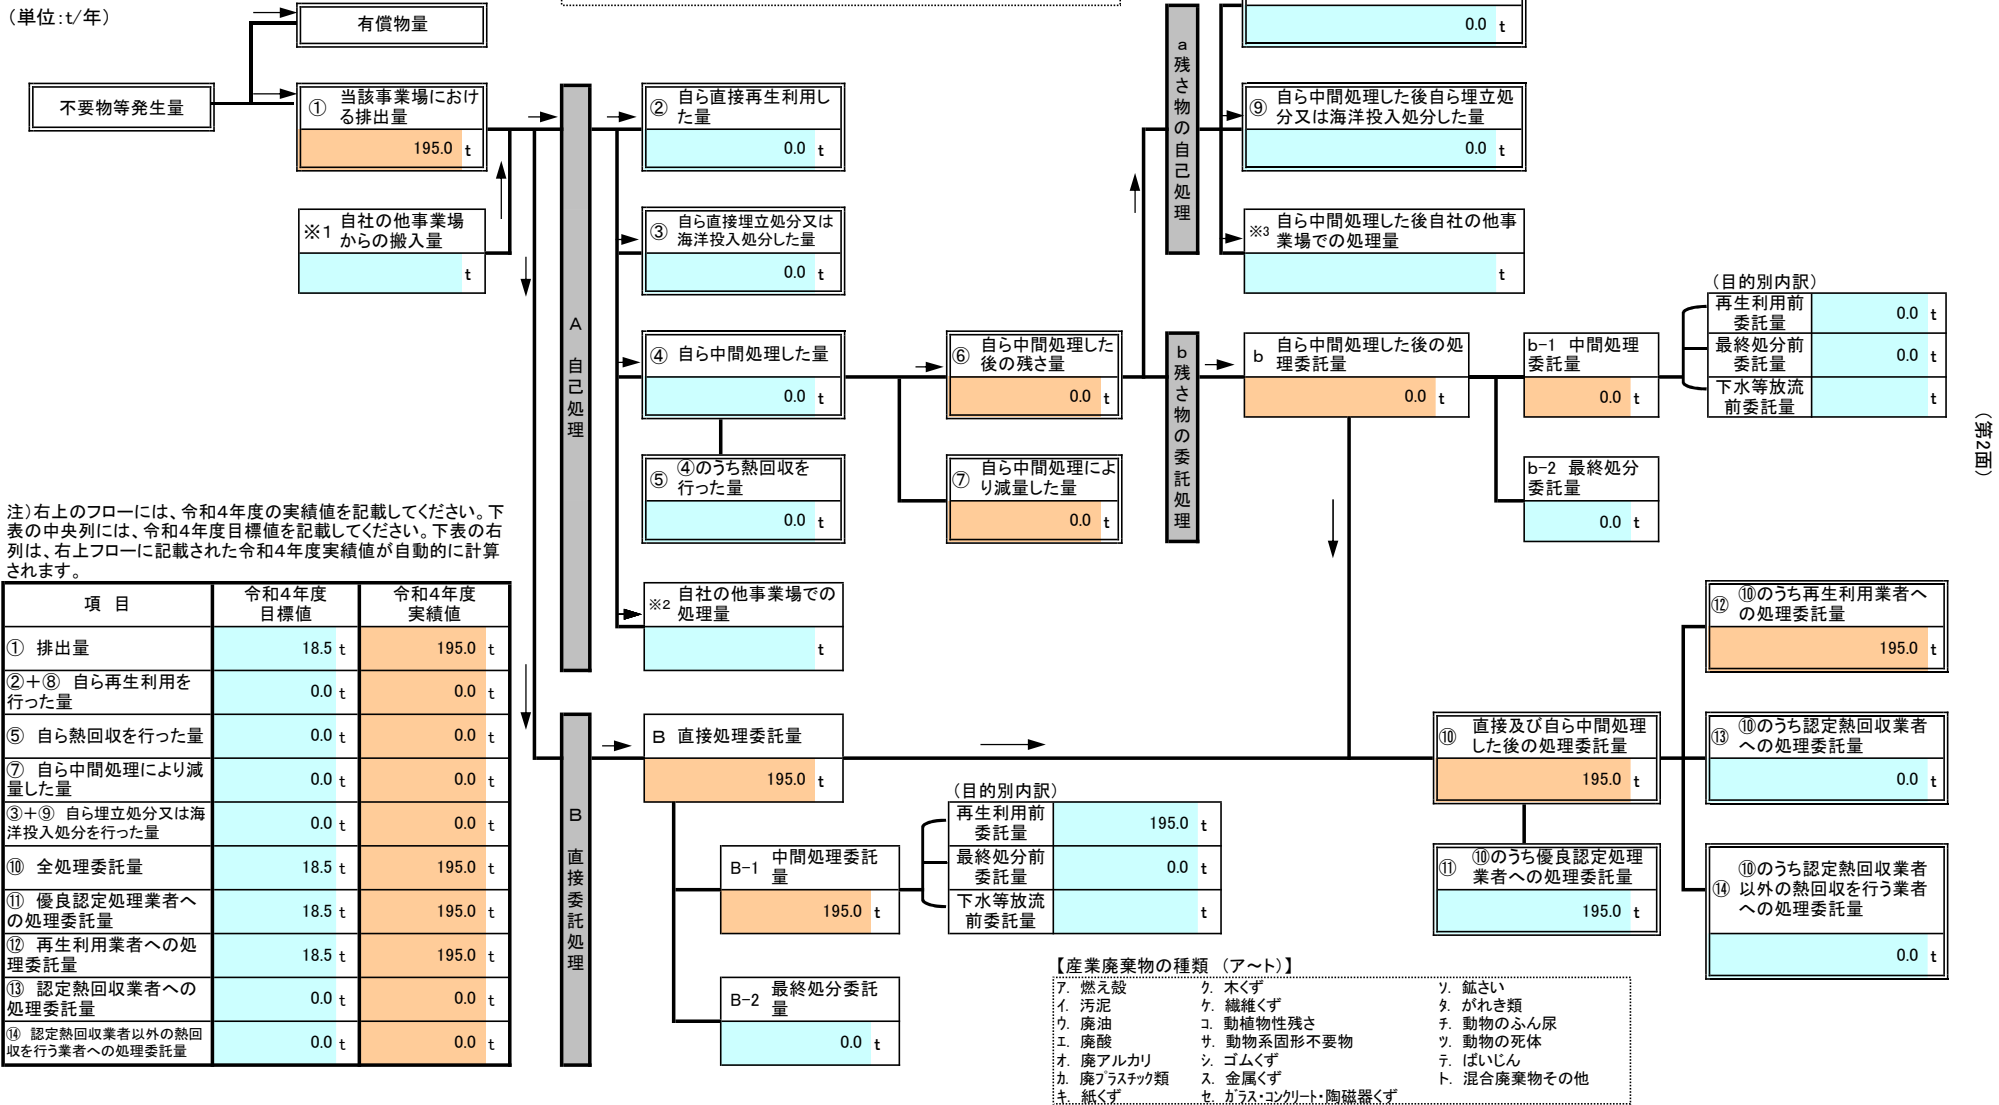 （単位：t/年）
有償物量
不要物等発生量
① 当該事業場におけ
る排出量
195.0 t
※1 自社の他事業場
からの搬入量
t
A 自己処理
② 自ら直接再生利用し
た量
0.0 t
③ 自ら直接埋立処分又は
海洋投入処分した量
0.0 t
④ 自ら中間処理した量
0.0 t
⑤ ④のうち熱回収を
行った量
0.0 t
※2 自社の他事業場での
処理量
t
⑥ 自ら中間処理した
後の残さ量
0.0 t
⑦ 自ら中間処理によ
り減量した量
0.0 t
a 残さ物の自己処理
0.0 t
⑨ 自ら中間処理した後自ら埋立処
分又は海洋投入処分した量
0.0 t
※3 自ら中間処理した後自社の他事
業場での処理量
t
b 残さ物の委託処理
b 自ら中間処理した後の処
理委託量
0.0 t
b-1 中間処理
委託量
0.0 t
b-2 最終処分
委託量
0.0 t
（目的別内訳）
再生利用前
委託量
0.0 t
最終処分前
委託量
0.0 t
下水等放流
前委託量
t
（第2面）
注）右上のフローには、令和４年度の実績値を記載してください。下
表の中央列には、令和４年度目標値を記載してください。下表の右
列は、右上フローに記載された令和４年度実績値が自動的に計算
されます。
項 目
令和４年度
目標値
令和４年度
実績値
① 排出量 18.5 t 195.0 t
②＋⑧ 自ら再生利用を
行った量 0.0 t 0.0 t
⑤ 自ら熱回収を行った量 0.0 t 0.0 t
⑦ 自ら中間処理により減
量した量 0.0 t 0.0 t
③＋⑨ 自ら埋立処分又は海
洋投入処分を行った量 0.0 t 0.0 t
⑩ 全処理委託量 18.5 t 195.0 t
⑪ 優良認定処理業者へ
の処理委託量 18.5 t 195.0 t
⑫ 再生利用業者への処
理委託量 18.5 t 195.0 t
⑬ 認定熱回収業者への
処理委託量 0.0 t 0.0 t
⑭ 認定熱回収業者以外の熱回
収を行う業者への処理委託量 0.0 t 0.0 t
B 直接委託処理
B 直接処理委託量
195.0 t
B-1 中間処理委託
量
195.0 t
B-2 最終処分委託
量
0.0 t
（目的別内訳）
再生利用前
委託量
195.0 t
最終処分前
委託量
0.0 t
下水等放流
前委託量
t
⑩ 直接及び自ら中間処理
した後の処理委託量
195.0 t
⑪ ⑩のうち優良認定処理
業者への処理委託量
195.0 t
⑫ ⑩のうち再生利用業者へ
の処理委託量
195.0 t
⑬ ⑩のうち認定熱回収業者
への処理委託量
0.0 t
⑭ ⑩のうち認定熱回収業者
以外の熱回収を行う業者
への処理委託量
0.0 t
【産業廃棄物の種類 （ア～ト）】
ア. 燃え殻
イ. 汚泥
ウ. 廃油
エ. 廃酸
オ. 廃アルカリ
カ. 廃プラスチック類
キ. 紙くず
ク. 木くず
ケ. 繊維くず
コ. 動植物性残さ
サ. 動物系固形不要物
シ. ゴムくず
ス. 金属くず
セ. ガラス・コンクリート・陶磁器くず
ソ. 鉱さい
タ. がれき類
チ. 動物のふん尿
ツ. 動物の死体
テ. ばいじん
ト. 混合廃棄物その他